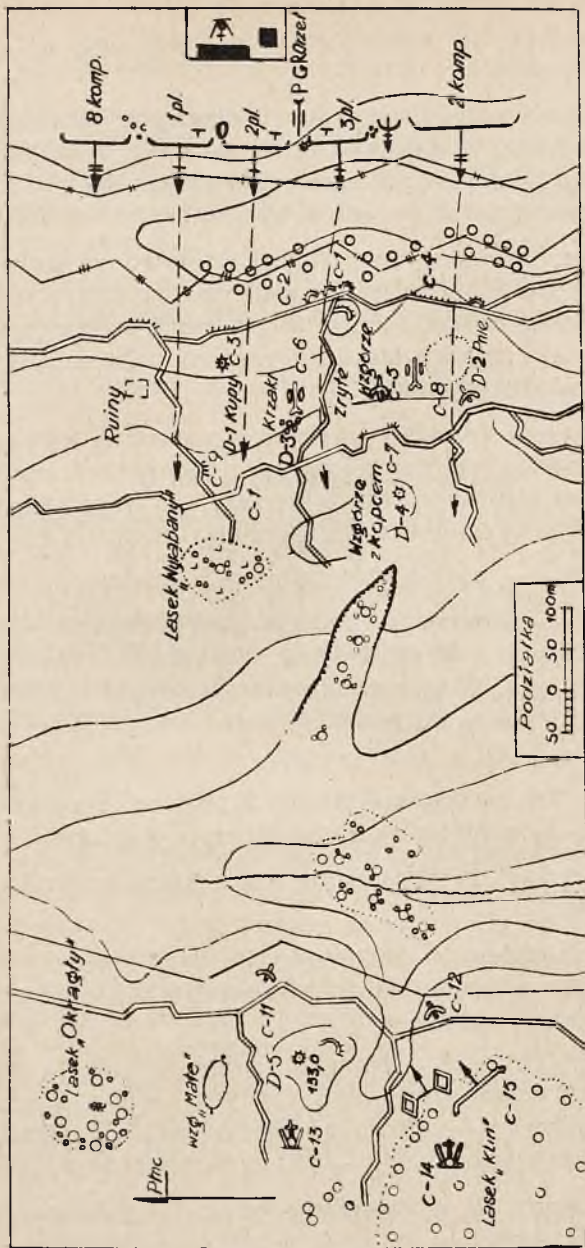 8 komp.
1 pl.
2 pl.
P G R Orzeł
3 pl.
2 komp.
Ruiny
C-3
C-2
C-1
C-4
D-1 Kupy
Krzaki
C-6
D-3
Zryte
Wzgórze
C-5
C-8
D-2 Pnie
C-9
C-1
Lasek „Wyrąbany"
Wzgórze
z kopcem
D-4
C-7
Podziałka
50 0 50 100m
Lasek „Okrągły"
wzg „Małe"
C-11
D-5
153,0
C-13
C-12
C-14
C-15
Lasek „Klin"
Płnc